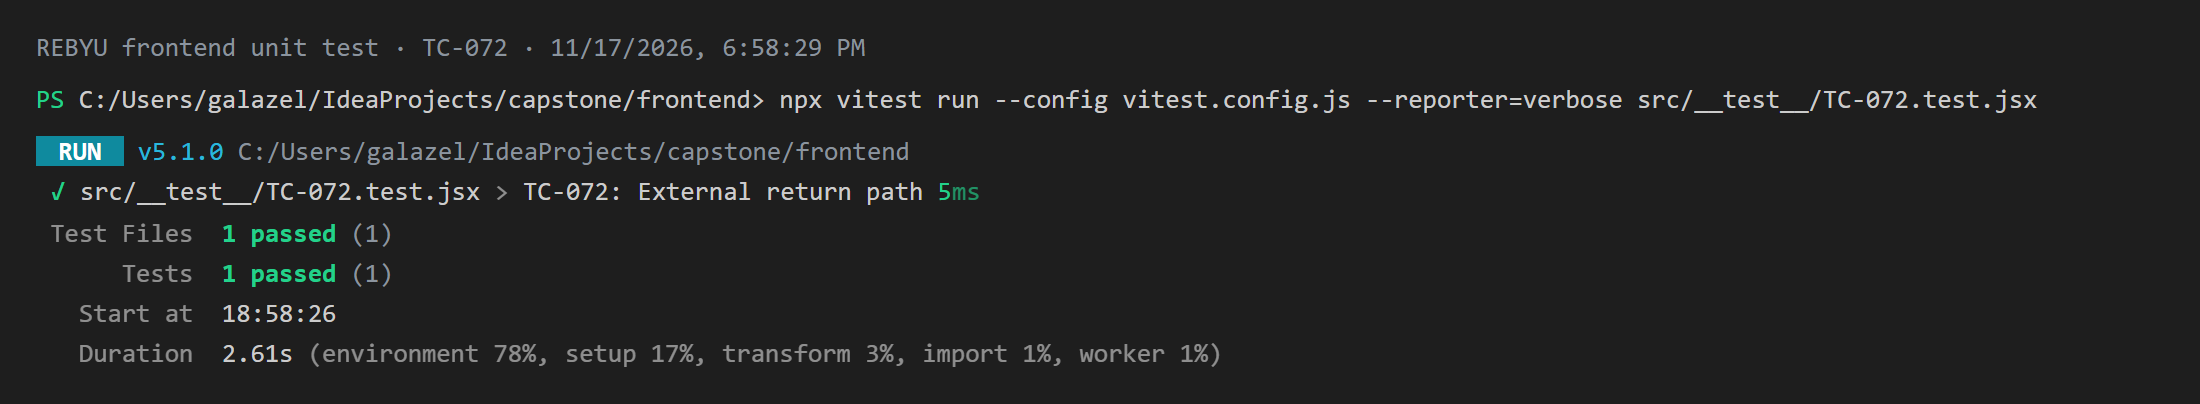 REBYU frontend unit test · TC-072 · 11/17/2026, 6:58:29 PM
PS C:/Users/galazel/IdeaProjects/capstone/frontend> npx vitest run --config vitest.config.js --reporter=verbose src/__test__/TC-072.test.jsx
RUN v5.1.0 C:/Users/galazel/IdeaProjects/capstone/frontend
√ src/__test__/TC-072.test.jsx > TC-072: External return path 5ms
Test Files 1 passed (1)
Tests 1 passed (1)
Start at 18:58:26
Duration 2.61s (environment 78%, setup 17%, transform 3%, import 1%, worker 1%)